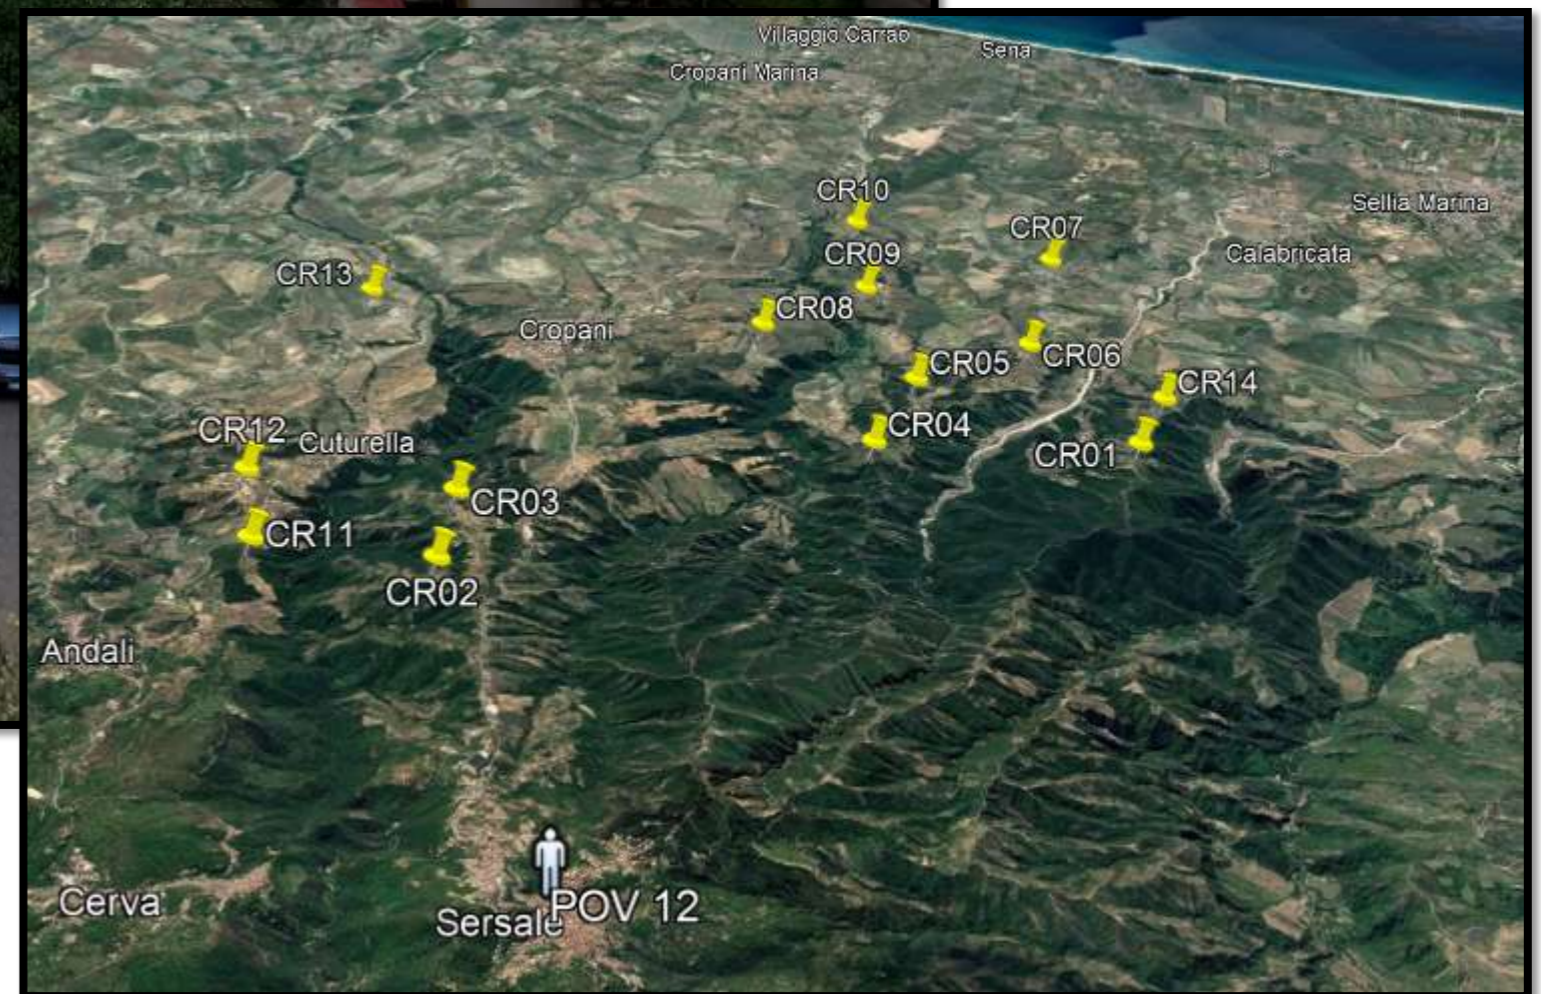 Villaggio Carrao
Sena
Cropani Marina
CR10
Sellia Marina
CR07
CR09
Calabricata
CR13
CR08
Cropani
CR06
CR05
CR14
CR04
CR12
Cuturella
CR01
CR03
CR11
CR02
Andali
Cerva
POV 12
Sersale